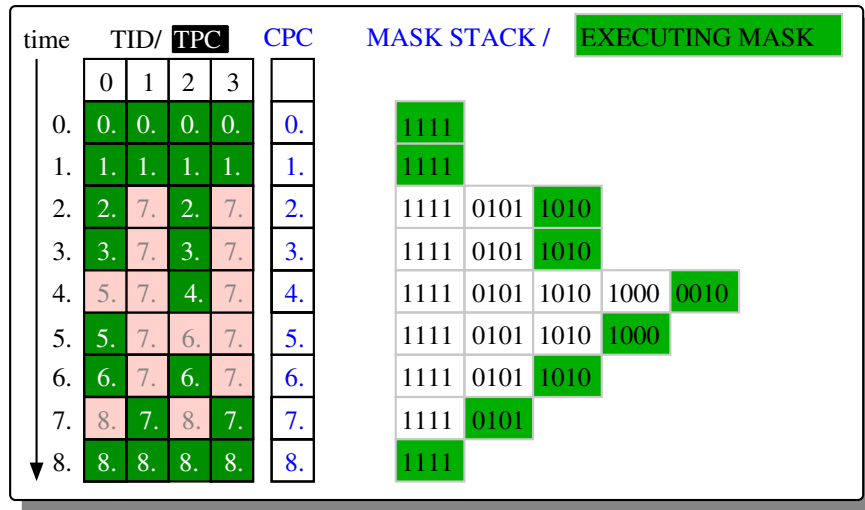 time TID/ TPC CPC MASK STACK / EXECUTING MASK
0 1 2 3
0. 0. 0. 0. 0. 0. 1111
1. 1. 1. 1. 1. 1. 1111
2. 2. 7. 2. 7. 2. 1111 0101 1010
3. 3. 7. 3. 7. 3. 1111 0101 1010
4. 5. 7. 4. 7. 4. 1111 0101 1010 1000 0010
5. 5. 7. 6. 7. 5. 1111 0101 1010 1000
6. 6. 7. 6. 7. 6. 1111 0101 1010
7. 8. 7. 8. 7. 7. 1111 0101
8. 8. 8. 8. 8. 8. 1111